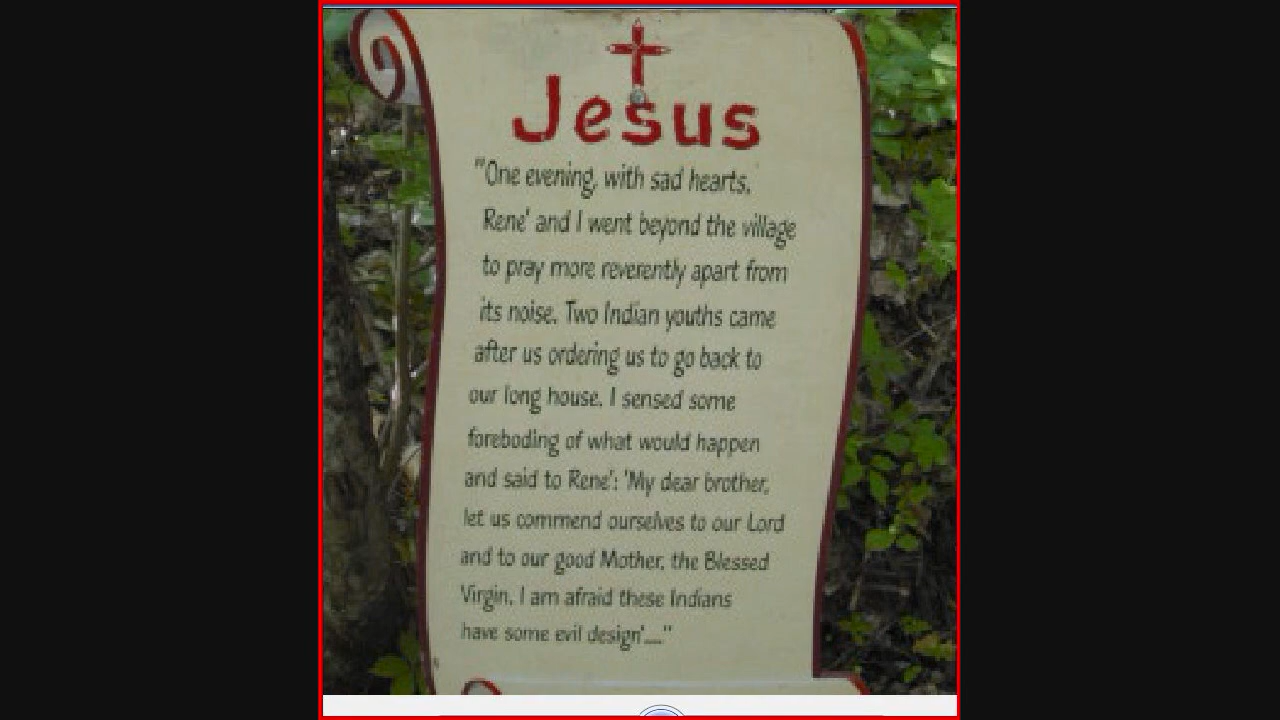 Jesus
"One evening, with sad hearts,
Rene' and I went beyond the village
to pray more reverently apart from
its noise. Two Indian youths came
after us ordering us to go back to
our long house. I sensed some
foreboding of what would happen
and said to Rene': 'My dear brother,
let us commend ourselves to our Lord
and to our good Mother, the Blessed
Virgin. I am afraid these Indians
have some evil design'...."